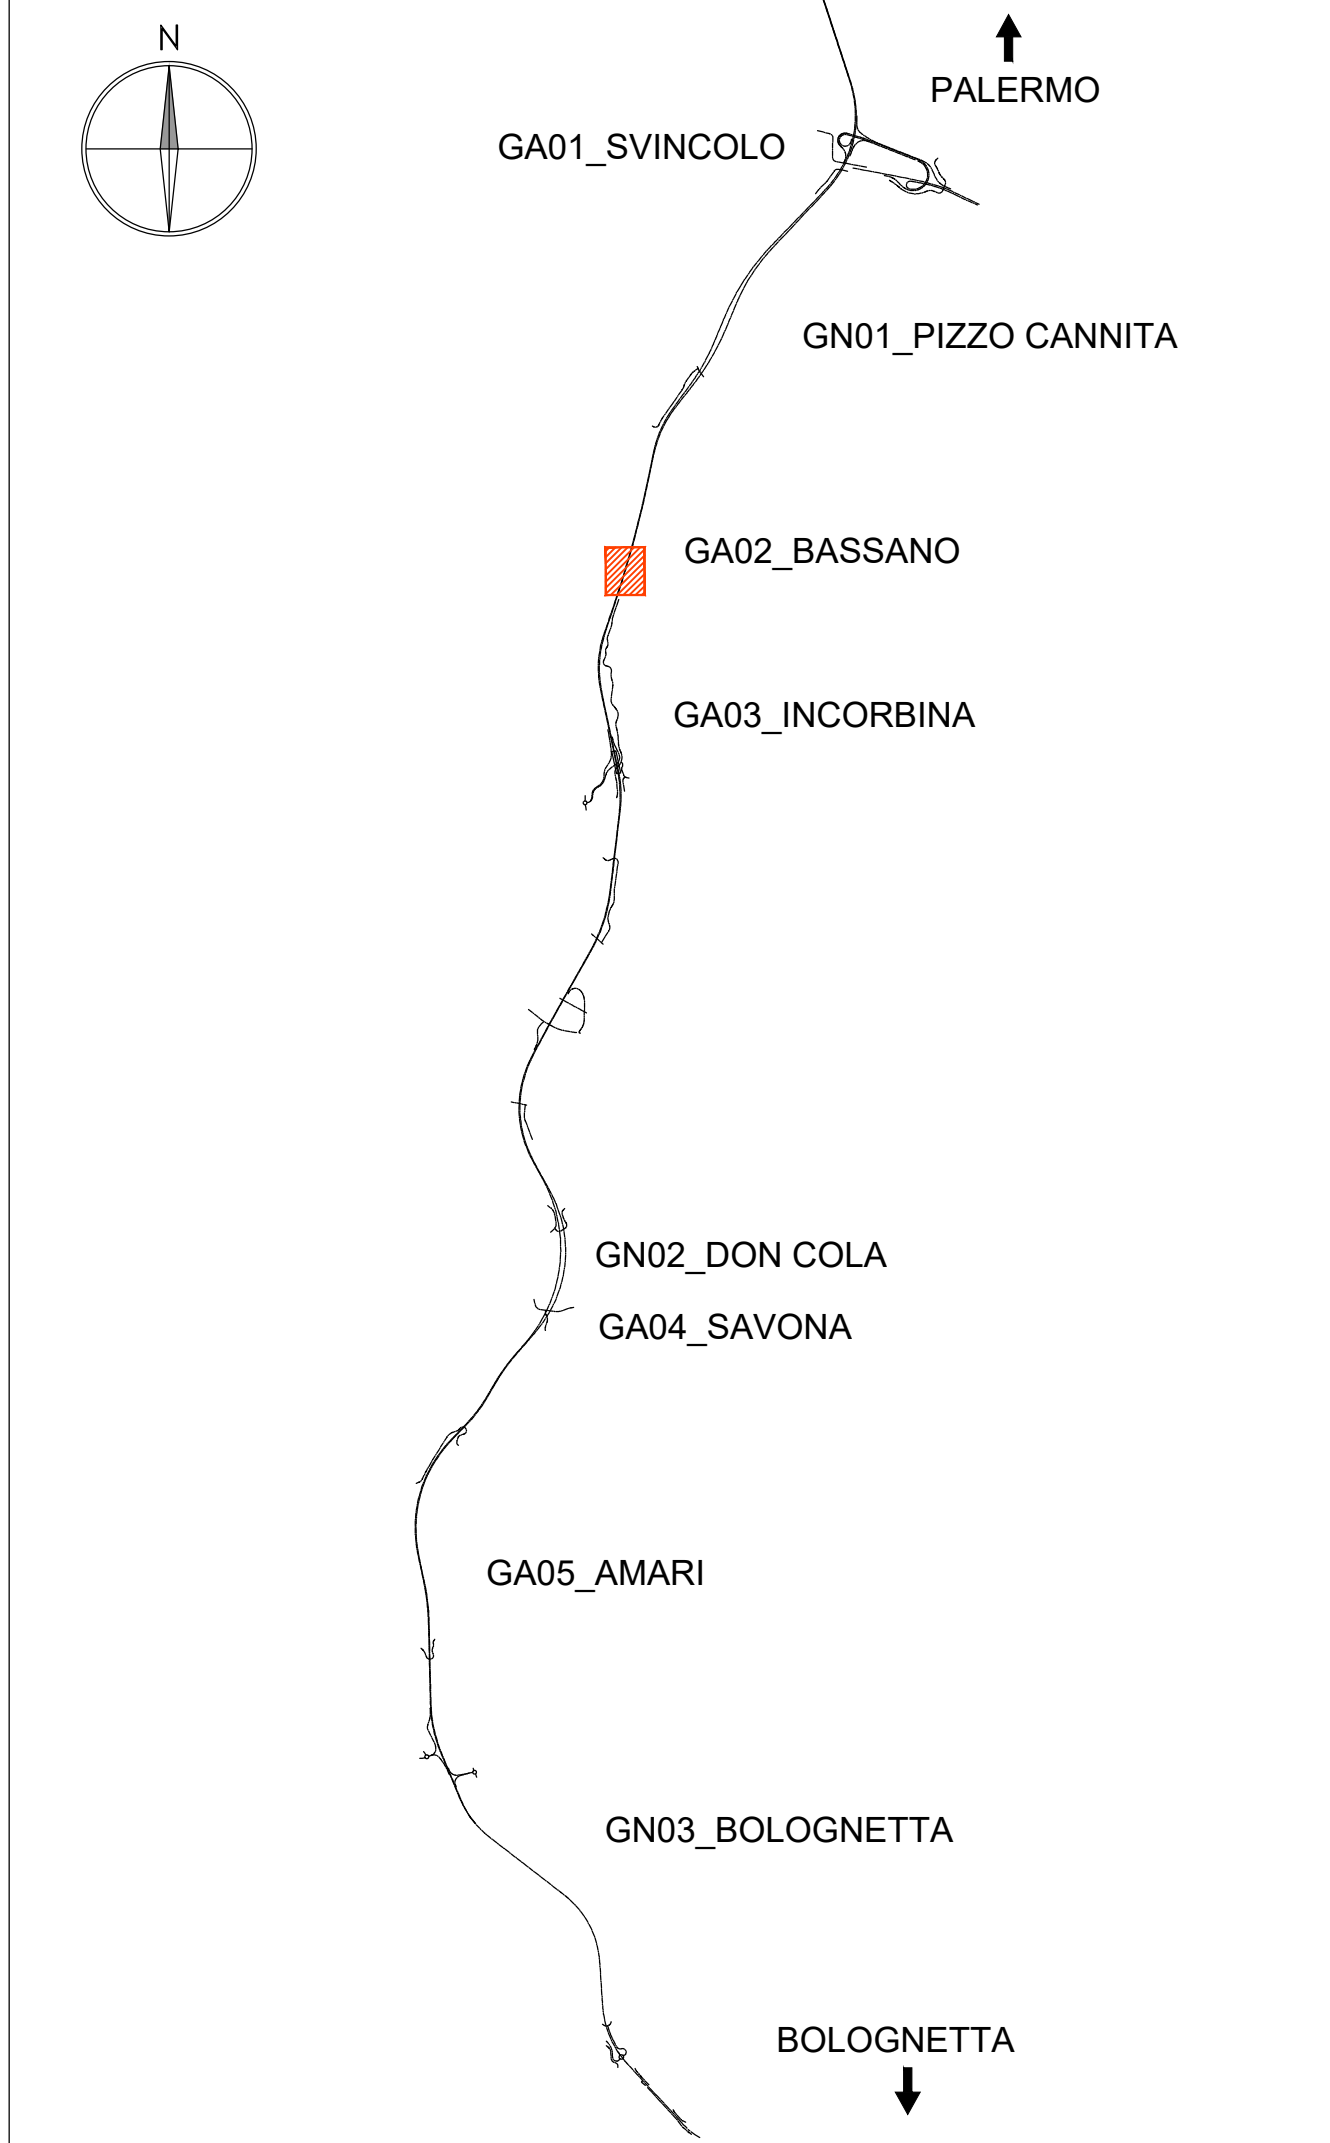 N
PALERMO
GA01_SVINCOLO
GN01_PIZZO CANNITA
GA02_BASSANO
GA03_INCORBINA
GN02_DON COLA
GA04_SAVONA
GA05_AMARI
GN03_BOLOGNETTA
BOLOGNETTA